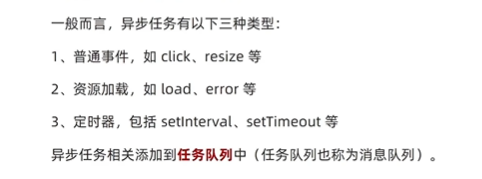 一般而言，异步任务有以下三种类型：
1、普通事件，如 click、resize 等
2、资源加载，如 load、error 等
3、定时器，包括 setInterval、setTimeout 等
异步任务相关添加到任务队列中（任务队列也称为消息队列）。